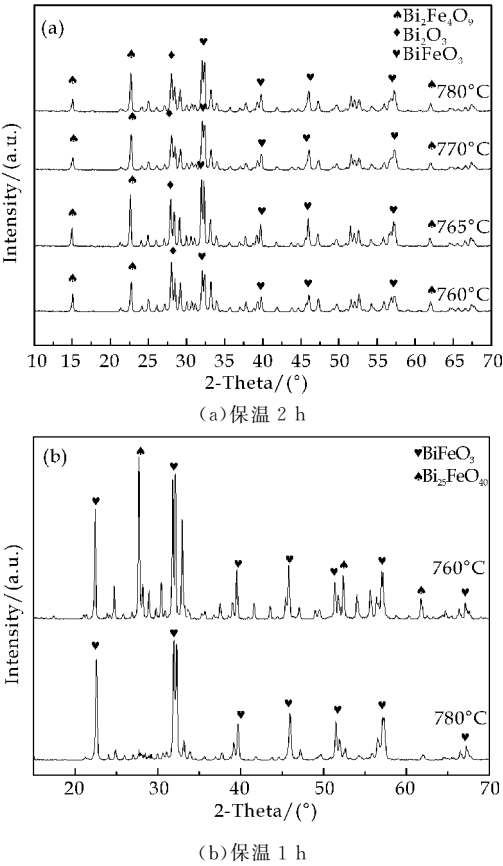 (a)
♠Bi₂Fe₄O₉
♦Bi₂O₃
♥BiFeO₃
780°C
770°C
765°C
760°C
Intensity/(a.u.)
10 15 20 25 30 35 40 45 50 55 60 65 70
2-Theta/(°)
(a)保温 2 h
(b)
♥BiFeO₃
♠Bi₂₅FeO₄₀
760°C
780°C
Intensity/(a.u.)
20 30 40 50 60 70
2-Theta/(°)
(b)保温 1 h